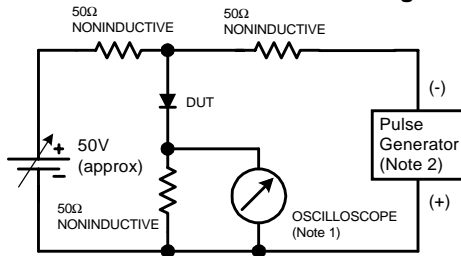 50Ω
NONINDUCTIVE
50Ω
NONINDUCTIVE
(-)
DUT
+
50V
(approx)
-
Pulse
Generator
(Note 2)
50Ω
NONINDUCTIVE
(+)
OSCILLOSCOPE
(Note 1)